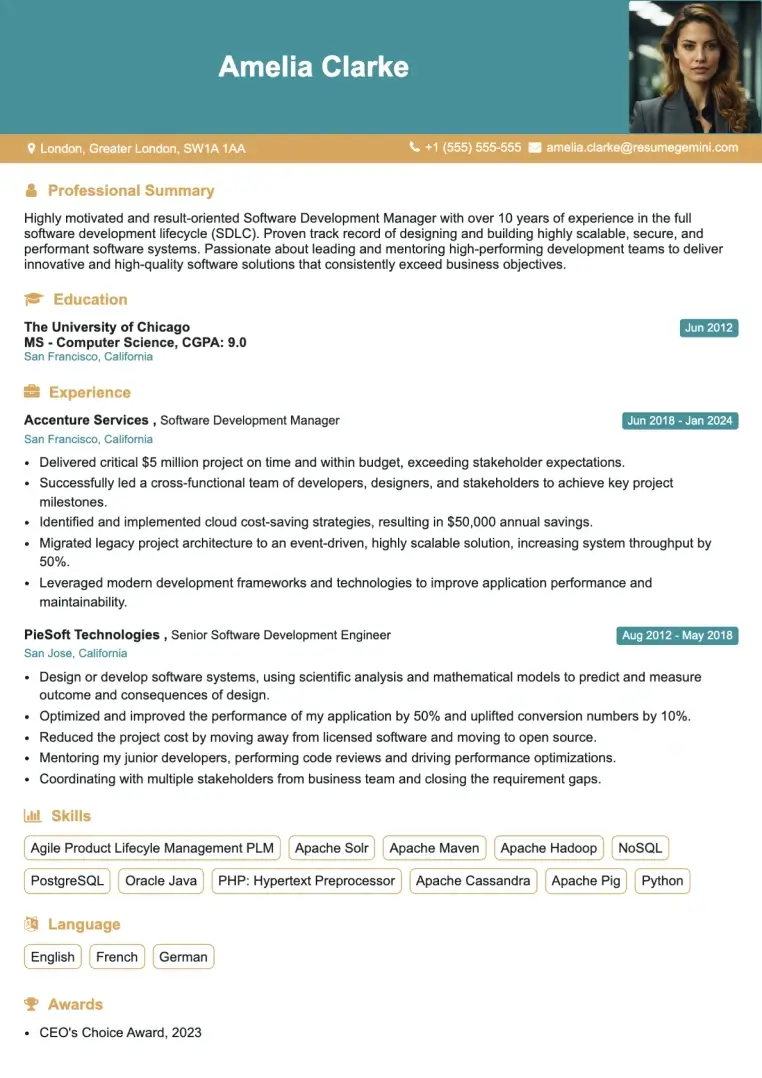 Amelia Clarke
London, Greater London, SW1A 1AA
+1 (555) 555-555 amelia.clarke@resumegemini.com
Professional Summary
Highly motivated and result-oriented Software Development Manager with over 10 years of experience in the full
software development lifecycle (SDLC). Proven track record of designing and building highly scalable, secure, and
performant software systems. Passionate about leading and mentoring high-performing development teams to deliver
innovative and high-quality software solutions that consistently exceed business objectives.
Education
The University of Chicago
Jun 2012
MS - Computer Science, CGPA: 9.0
San Francisco, California
Experience
Accenture Services , Software Development Manager
Jun 2018 - Jan 2024
San Francisco, California
• Delivered critical $5 million project on time and within budget, exceeding stakeholder expectations.
• Successfully led a cross-functional team of developers, designers, and stakeholders to achieve key project
milestones.
• Identified and implemented cloud cost-saving strategies, resulting in $50,000 annual savings.
• Migrated legacy project architecture to an event-driven, highly scalable solution, increasing system throughput by
50%.
• Leveraged modern development frameworks and technologies to improve application performance and
maintainability.
PieSoft Technologies , Senior Software Development Engineer
Aug 2012 - May 2018
San Jose, California
• Design or develop software systems, using scientific analysis and mathematical models to predict and measure
outcome and consequences of design.
• Optimized and improved the performance of my application by 50% and uplifted conversion numbers by 10%.
• Reduced the project cost by moving away from licensed software and moving to open source.
• Mentoring my junior developers, performing code reviews and driving performance optimizations.
• Coordinating with multiple stakeholders from business team and closing the requirement gaps.
Skills
Agile Product Lifecyle Management PLM Apache Solr Apache Maven Apache Hadoop NoSQL
PostgreSQL Oracle Java PHP: Hypertext Preprocessor Apache Cassandra Apache Pig Python
Language
English French German
Awards
• CEO's Choice Award, 2023